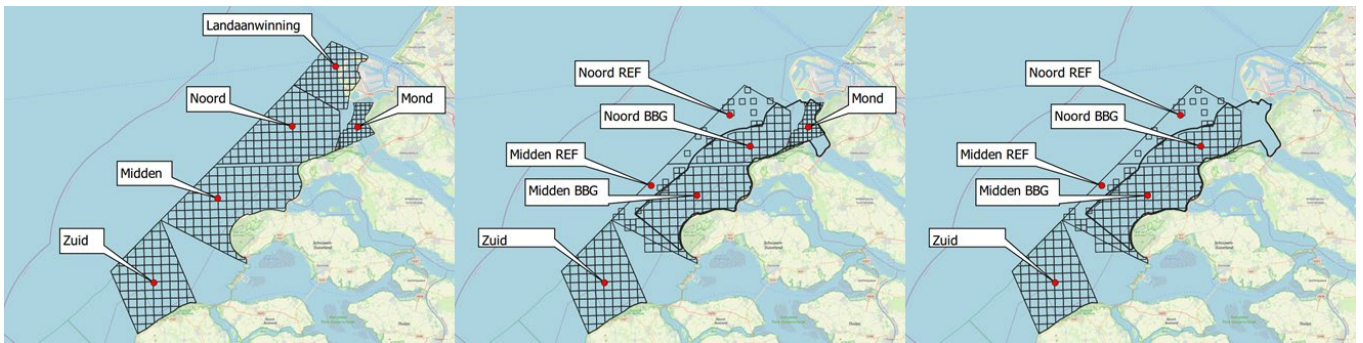 Landaanwinning
Noord
Mond
Midden
Zuid
Noord REF
Noord BBG
Mond
Midden REF
Midden BBG
Zuid
Noord REF
Noord BBG
Midden REF
Midden BBG
Zuid